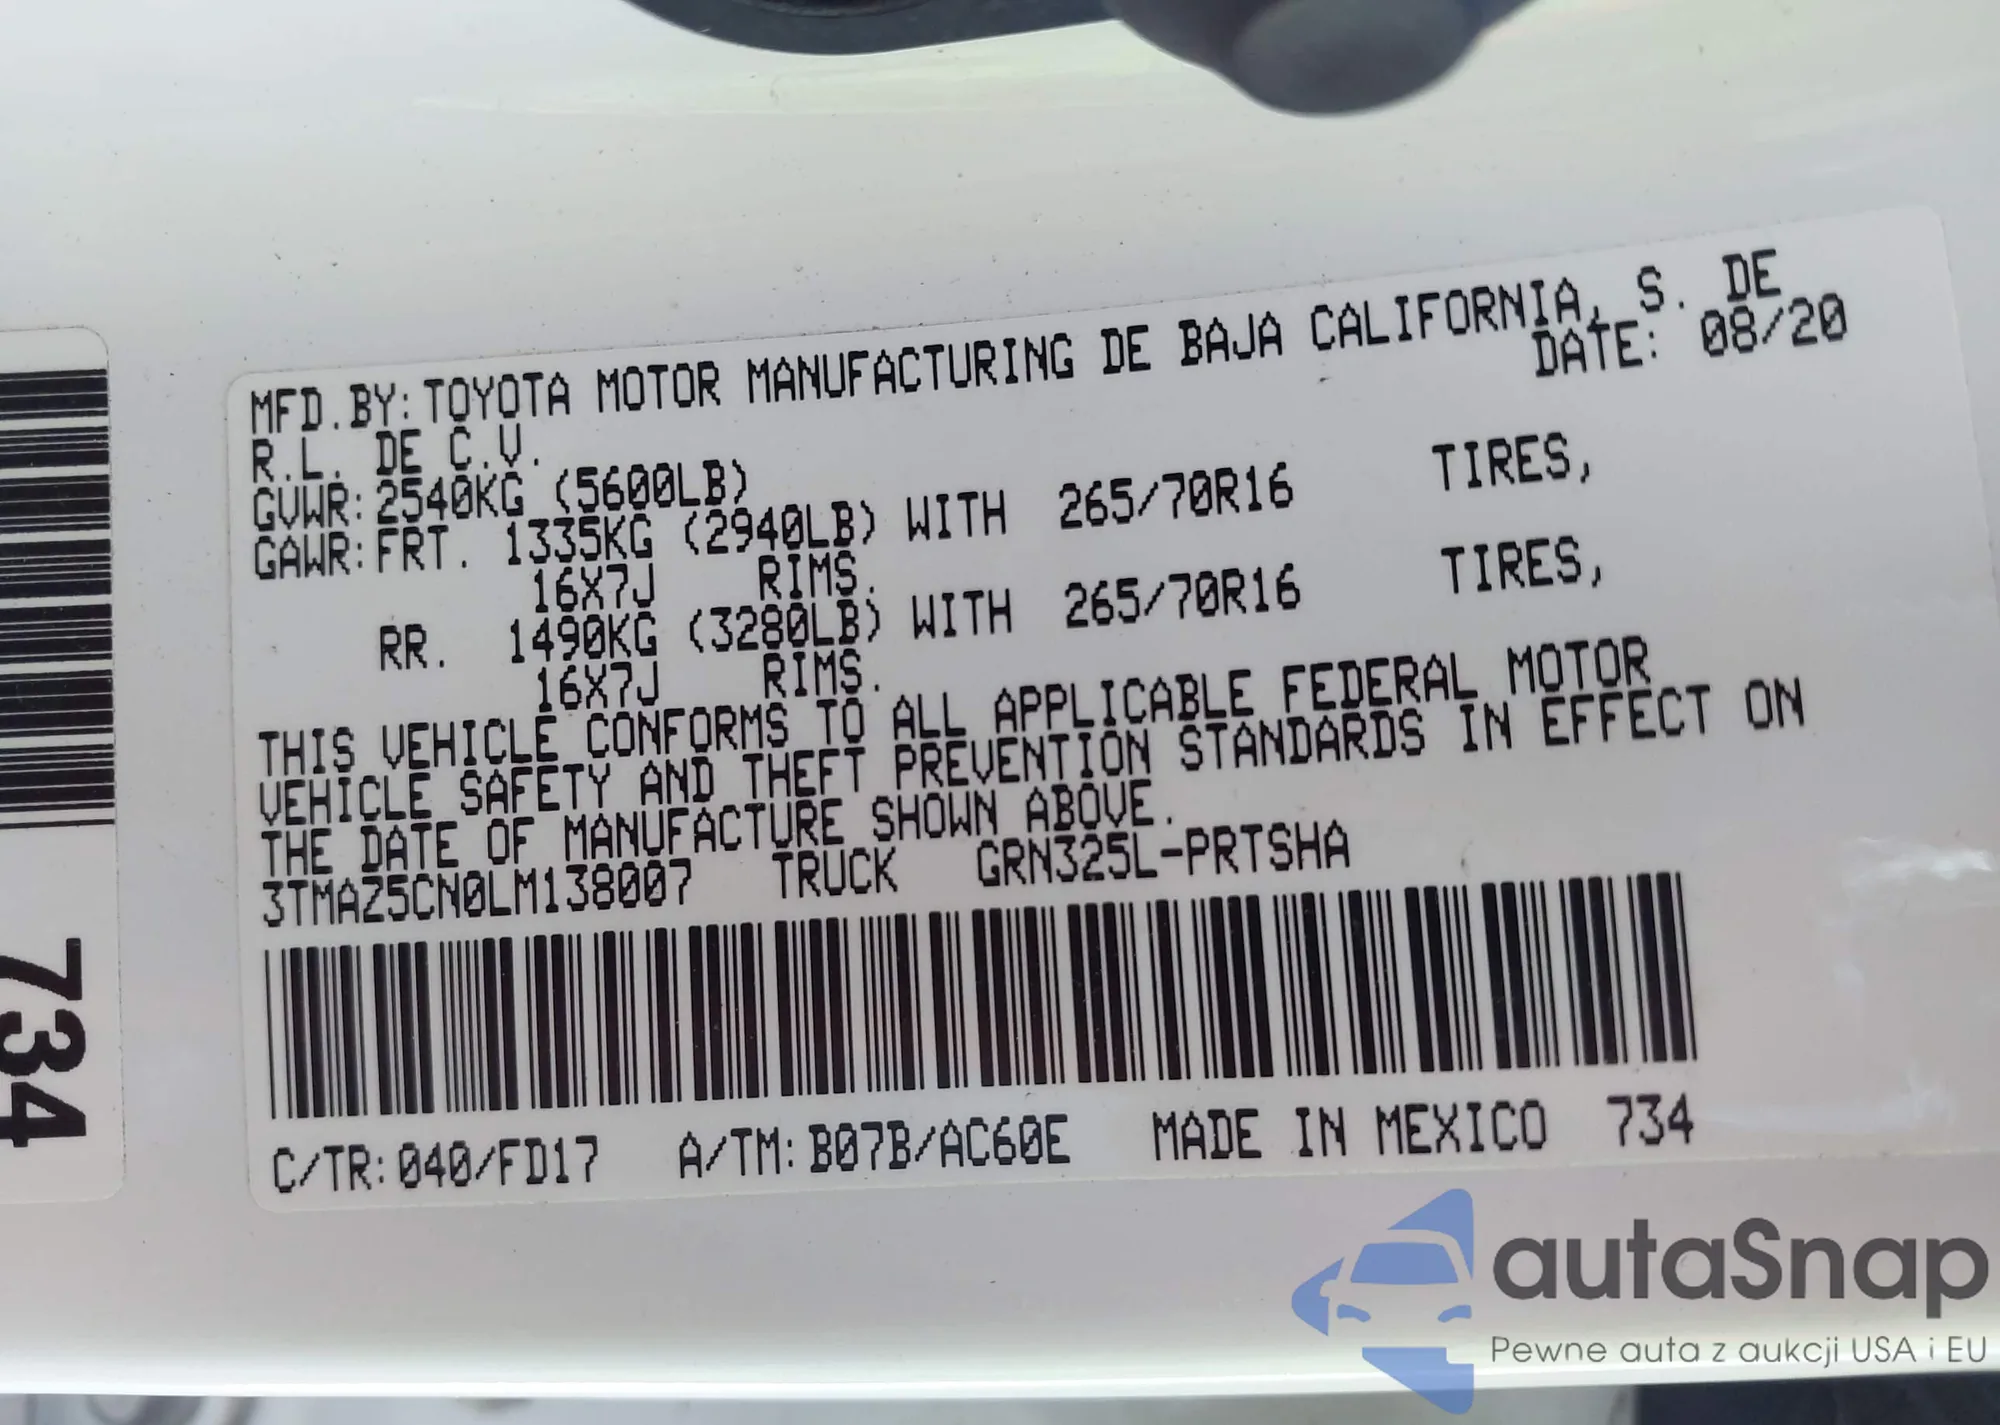 MFD.BY:TOYOTA MOTOR MANUFACTURING DE BAJA CALIFORNIA, S. DE
R.L. DE C.V. DATE: 08/20
GVWR:2540KG (5600LB)
GAWR:FRT. 1335KG (2940LB) WITH 265/70R16 TIRES,
16X7J RIMS.
RR. 1490KG (3280LB) WITH 265/70R16 TIRES,
16X7J RIMS.
THIS VEHICLE CONFORMS TO ALL APPLICABLE FEDERAL MOTOR
VEHICLE SAFETY AND THEFT PREVENTION STANDARDS IN EFFECT ON
THE DATE OF MANUFACTURE SHOWN ABOVE.
3TMAZ5CN0LM138007 TRUCK GRN325L-PRTSHA
C/TR:040/FD17 A/TM:B07B/AC60E MADE IN MEXICO 734
734
autaSnap
Pewne auta z aukcji USA i EU